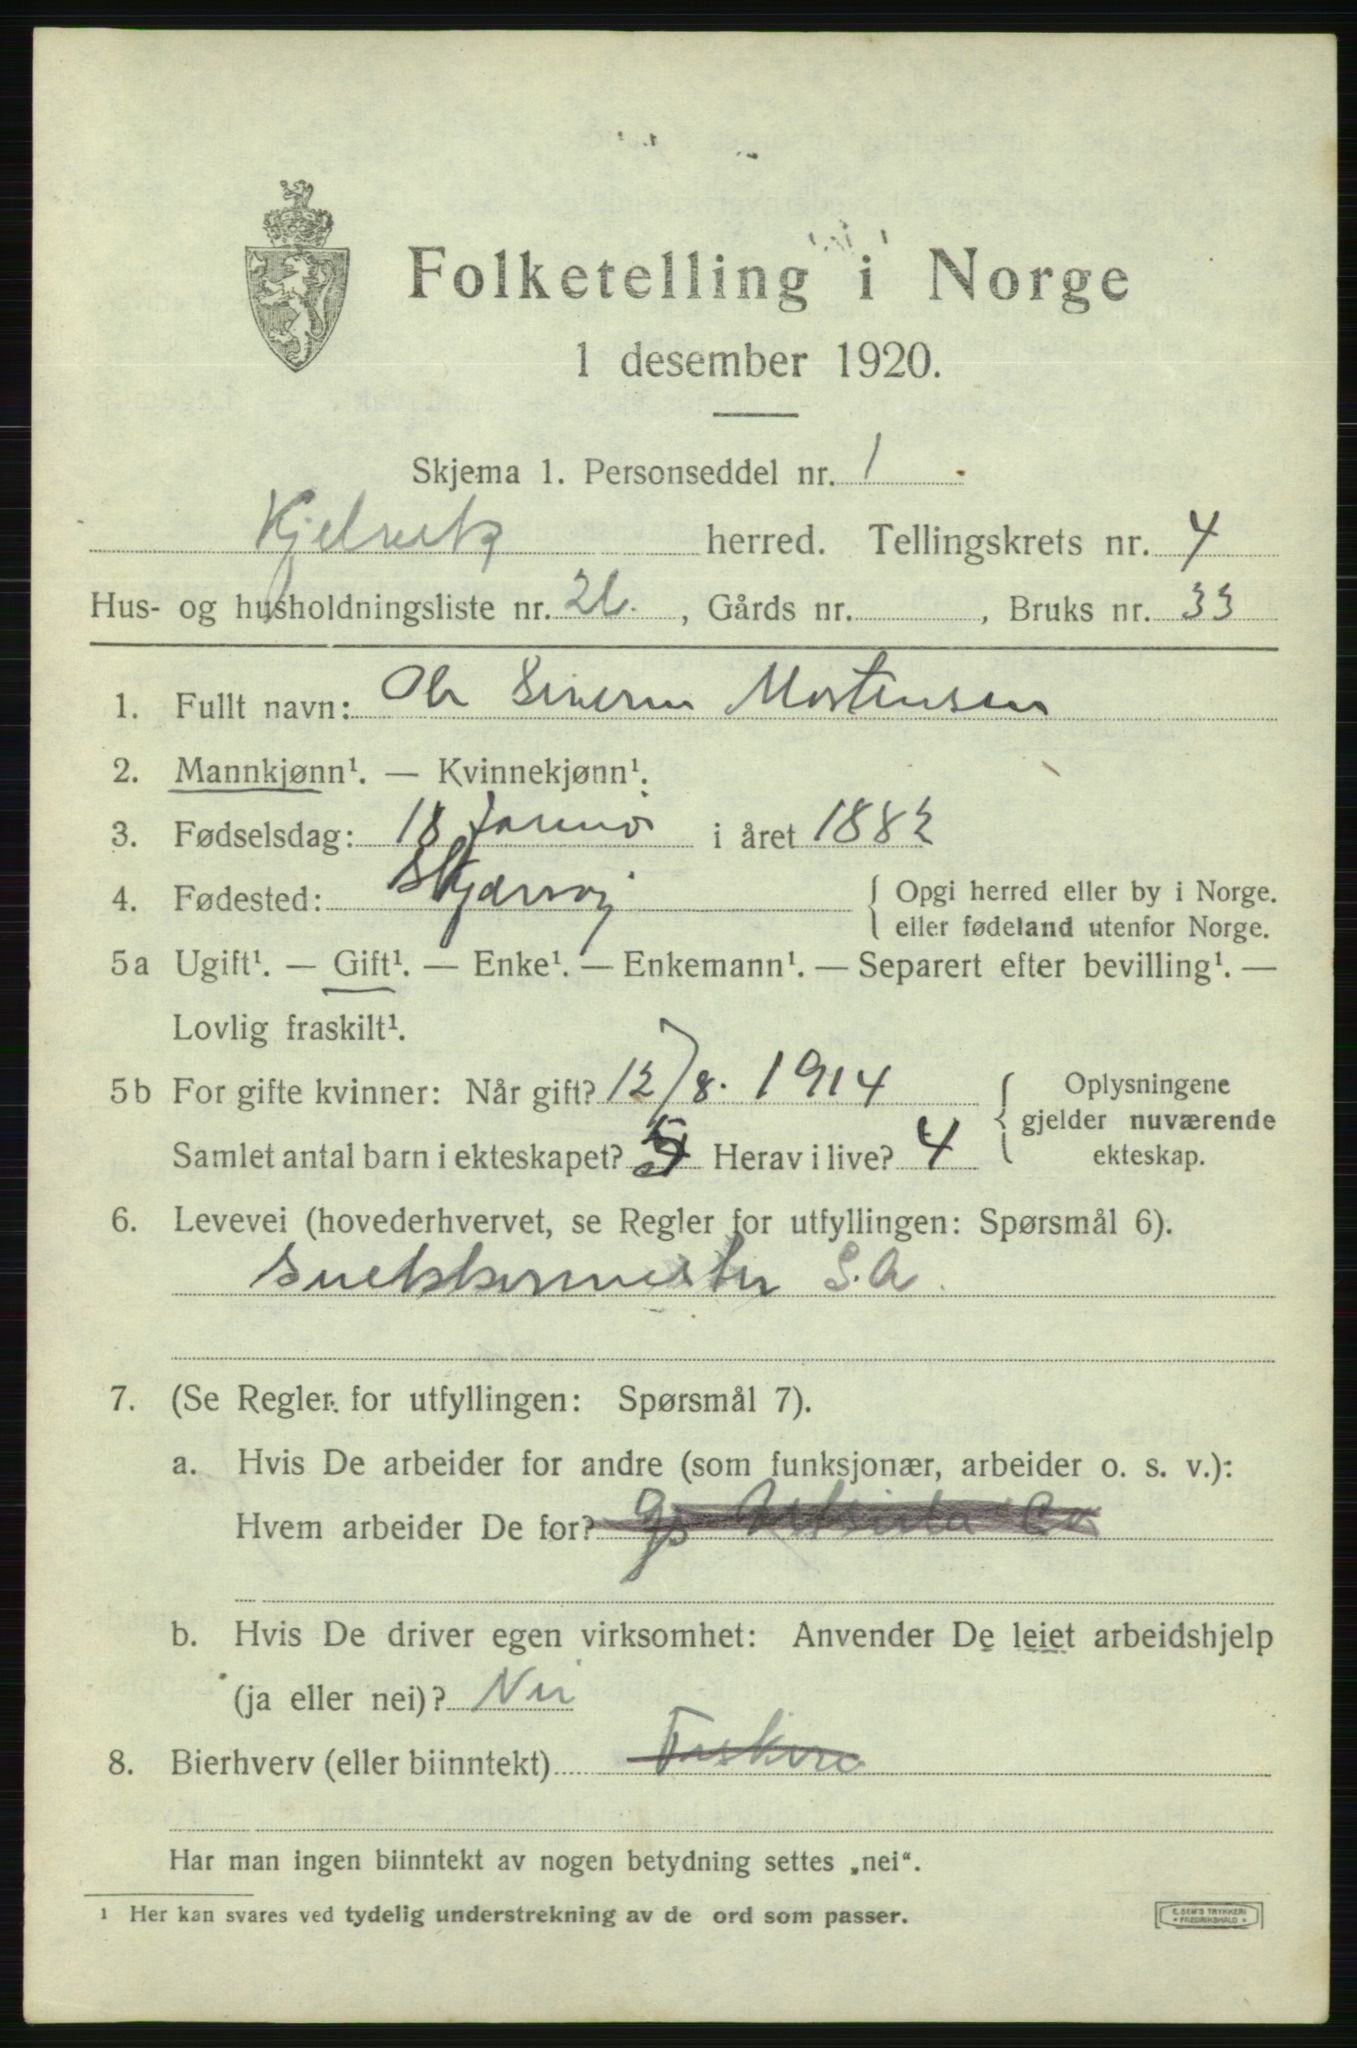 Folketelling i Norge
1 desember 1920.
Skjema 1. Personseddel nr. 1
Kjelvik herred. Tellingskrets nr. 4
Hus- og husholdningsliste nr. 26. , Gårds nr. , Bruks nr. 33
1. Fullt navn: Ole Severin Mortensen
2. Mannkjønn¹. — Kvinnekjønn¹.
3. Fødselsdag: 18 Januar i året 1882
4. Fødested: Skjærvøy { Opgi herred eller by i Norge.
eller fødeland utenfor Norge.
5a Ugift¹. — Gift¹. — Enke¹. — Enkemann¹. — Separert efter bevilling¹. —
Lovlig fraskilt¹.
5b For gifte kvinner: Når gift? 12/8. 1914 { Oplysningene
gjelder nuværende
Samlet antal barn i ekteskapet? 5 Herav i live? 4 ekteskap.
6. Levevei (hovederhvervet, se Regler for utfyllingen: Spørsmål 6).
Snekkermester S.A.
7. (Se Regler for utfyllingen: Spørsmål 7).
a. Hvis De arbeider for andre (som funksjonær, arbeider o. s. v.):
Hvem arbeider De for? Co
b. Hvis De driver egen virksomhet: Anvender De leiet arbeidshjelp
(ja eller nei)? Nei
8. Bierhverv (eller biinntekt)
Har man ingen biinntekt av nogen betydning settes „nei“.
¹ Her kan svares ved tydelig understrekning av de ord som passer.
E. SEM'S TRYKKERI
* FREDRIKSHALD *